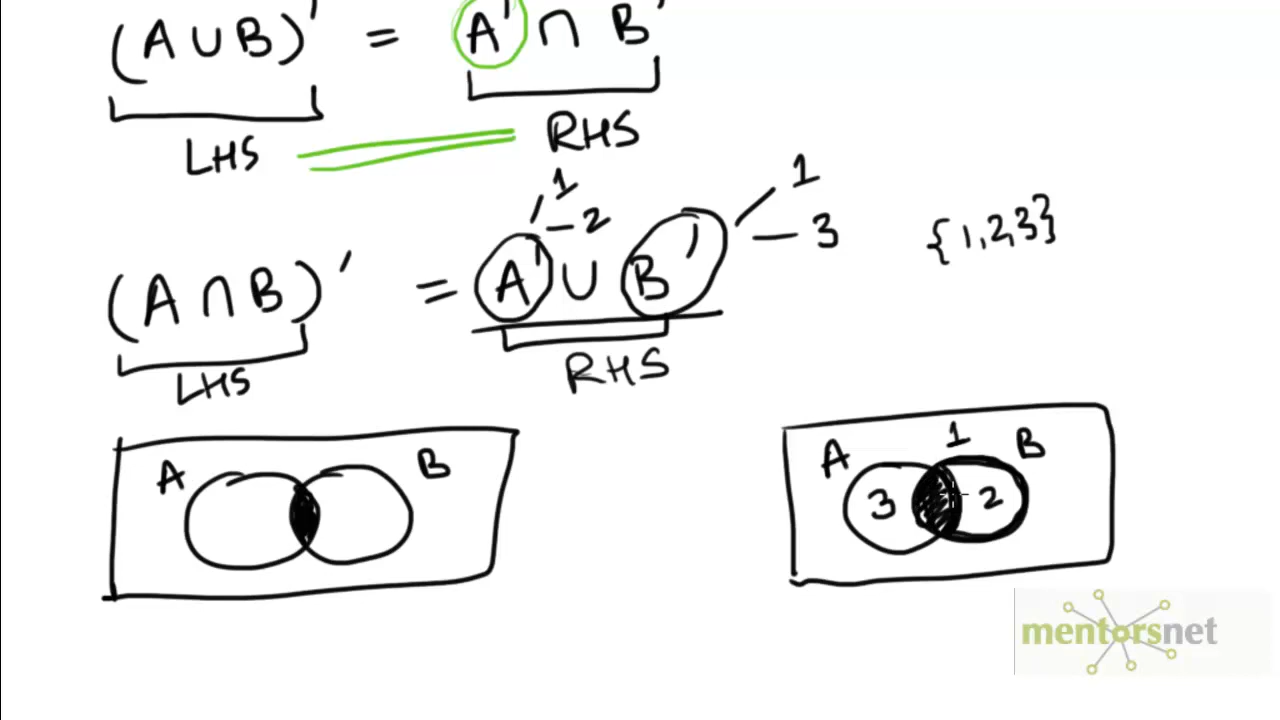 (A ∪ B)' = A' ∩ B'
LHS RHS
1 1
2 3 {1,2,3}
(A ∩ B)' = A' ∪ B'
LHS RHS
A B A 1 B
3 2
mentorsnet